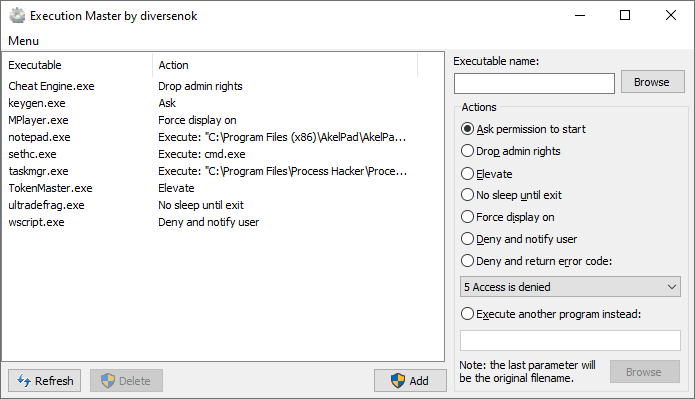 Execution Master by diversenok
Menu
Executable Action
Cheat Engine.exe Drop admin rights
keygen.exe Ask
MPlayer.exe Force display on
notepad.exe Execute: "C:\Program Files (x86)\AkelPad\AkelPa...
sethc.exe Execute: cmd.exe
taskmgr.exe Execute: "C:\Program Files\Process Hacker\Proce...
TokenMaster.exe Elevate
ultradefrag.exe No sleep until exit
wscript.exe Deny and notify user
Refresh
Delete
Add
Executable name:
Browse
Actions
Ask permission to start
Drop admin rights
Elevate
No sleep until exit
Force display on
Deny and notify user
Deny and return error code:
5 Access is denied
Execute another program instead:
Note: the last parameter will
be the original filename.
Browse